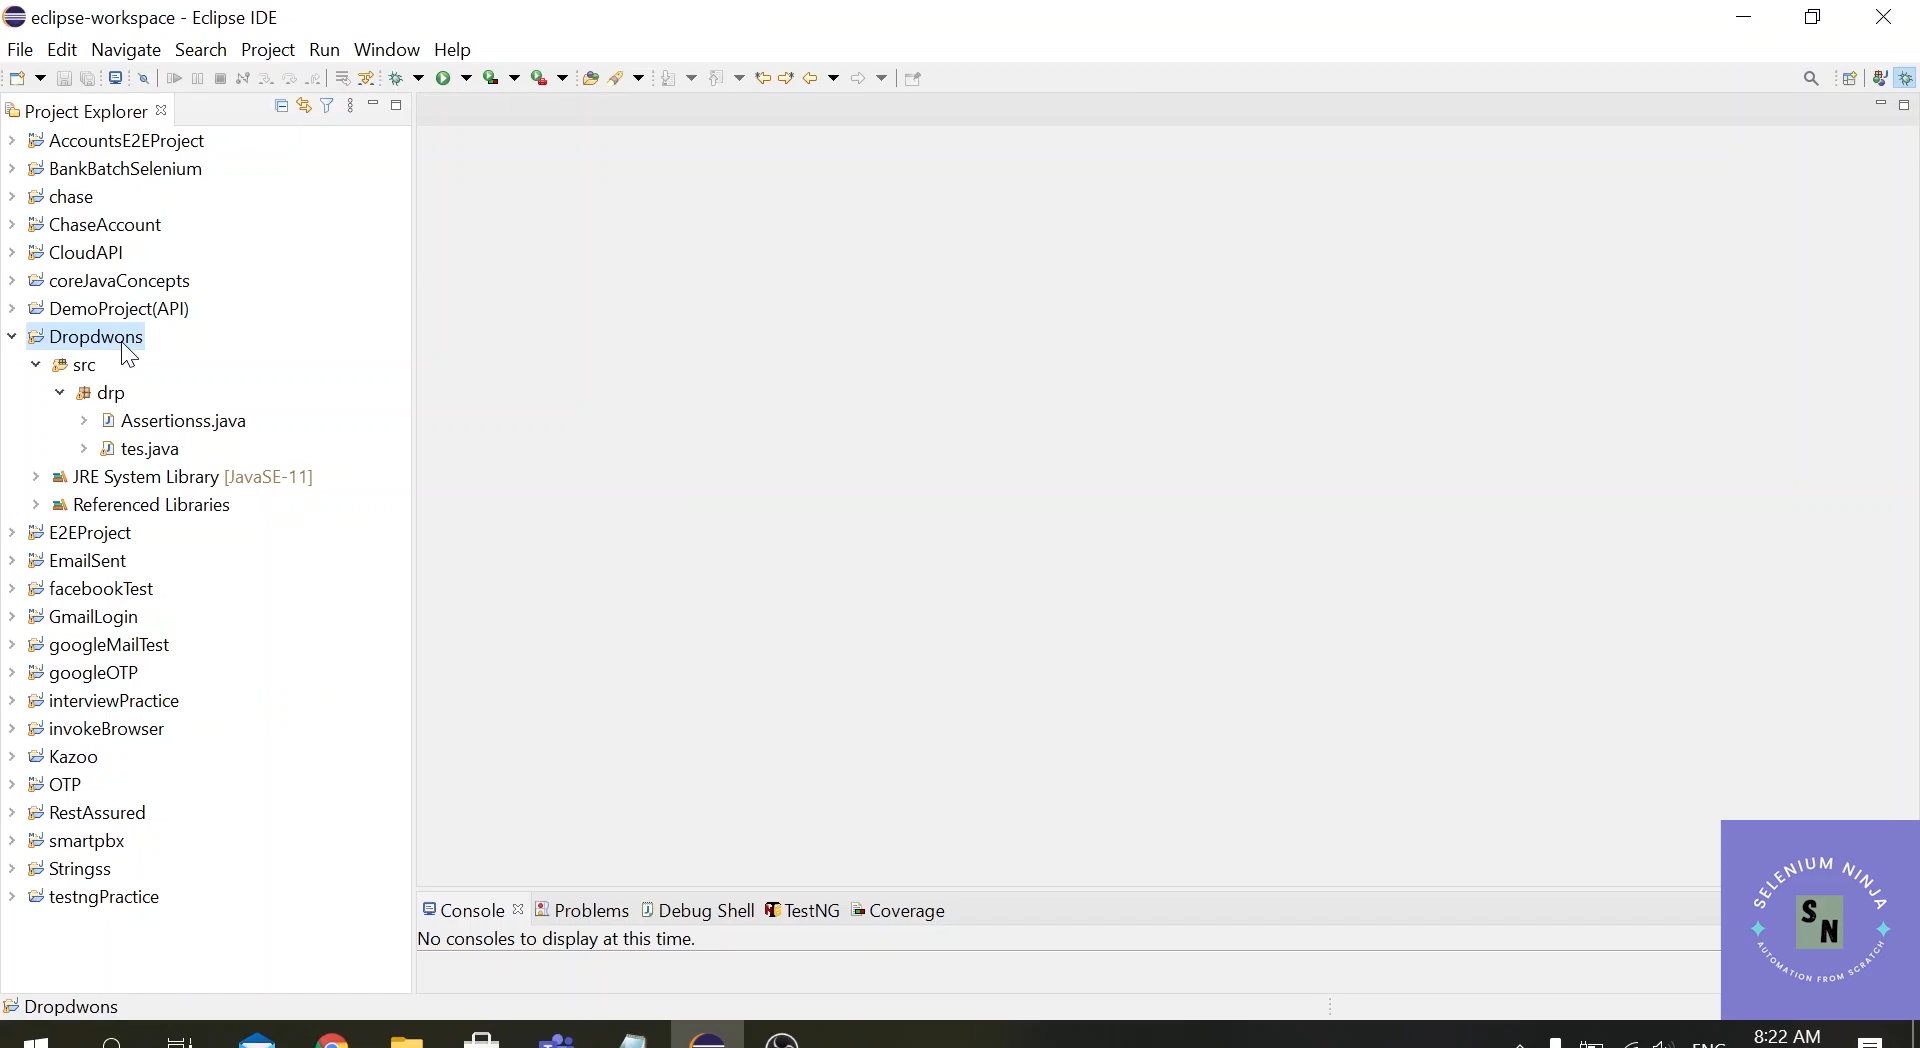 eclipse-workspace - Eclipse IDE
File Edit Navigate Search Project Run Window Help
Project Explorer
AccountsE2EProject
BankBatchSelenium
chase
ChaseAccount
CloudAPI
coreJavaConcepts
DemoProject(API)
Dropdwons
src
drp
Assertionss.java
tes.java
JRE System Library [JavaSE-11]
Referenced Libraries
E2EProject
EmailSent
facebookTest
GmailLogin
googleMailTest
googleOTP
interviewPractice
invokeBrowser
Kazoo
OTP
RestAssured
smartpbx
Stringss
testngPractice
Console Problems Debug Shell TestNG Coverage
No consoles to display at this time.
SELENIUM NINJA
SN
AUTOMATION FROM SCRATCH
Dropdwons
8:22 AM
ENG